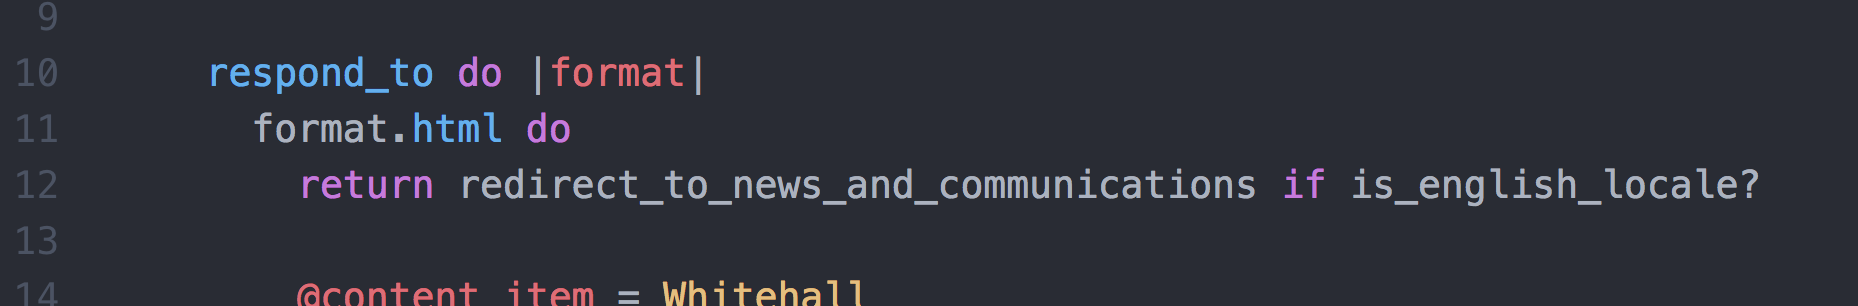 9
10 respond_to do |format|
11 format.html do
12 return redirect_to_news_and_communications if is_english_locale?
13
14 @content_item = Whitehall